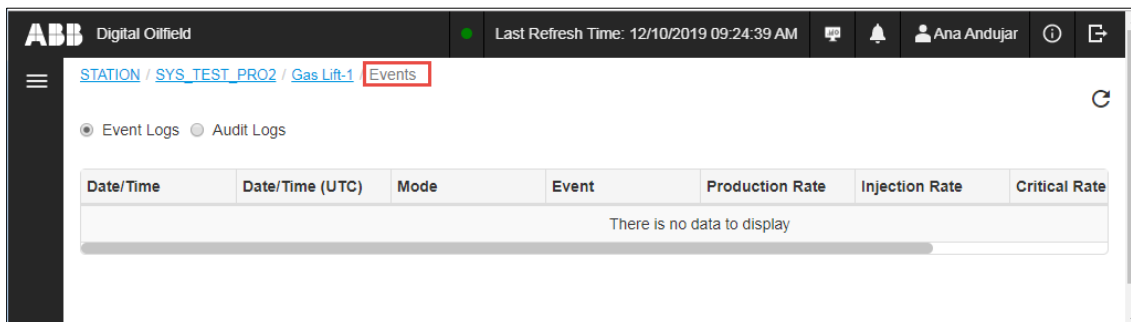 ABB Digital Oilfield Last Refresh Time: 12/10/2019 09:24:39 AM Ana Andujar
STATION / SYS_TEST_PRO2 / Gas Lift-1 / Events
Event Logs Audit Logs
Date/Time Date/Time (UTC) Mode Event Production Rate Injection Rate Critical Rate
There is no data to display